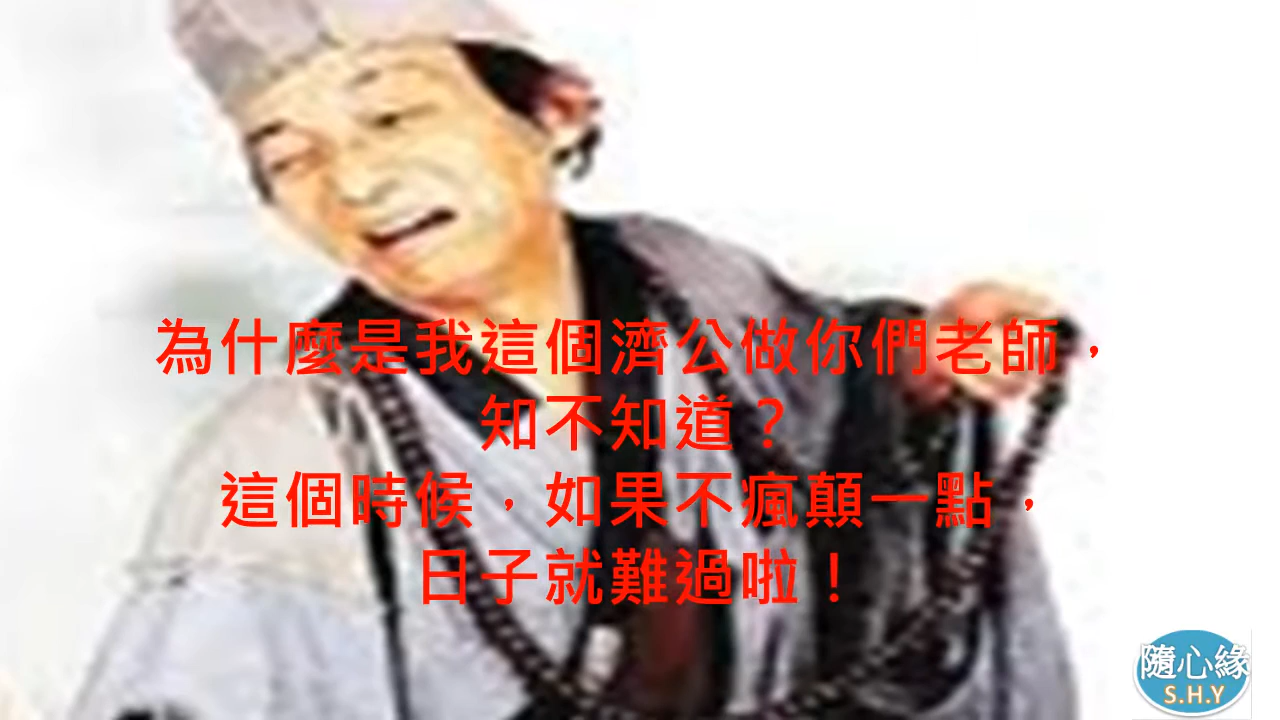 為什麼是我這個濟公做你們老師，
知不知道？
這個時候，如果不瘋顛一點，
日子就難過啦！
隨心緣
S.H.Y